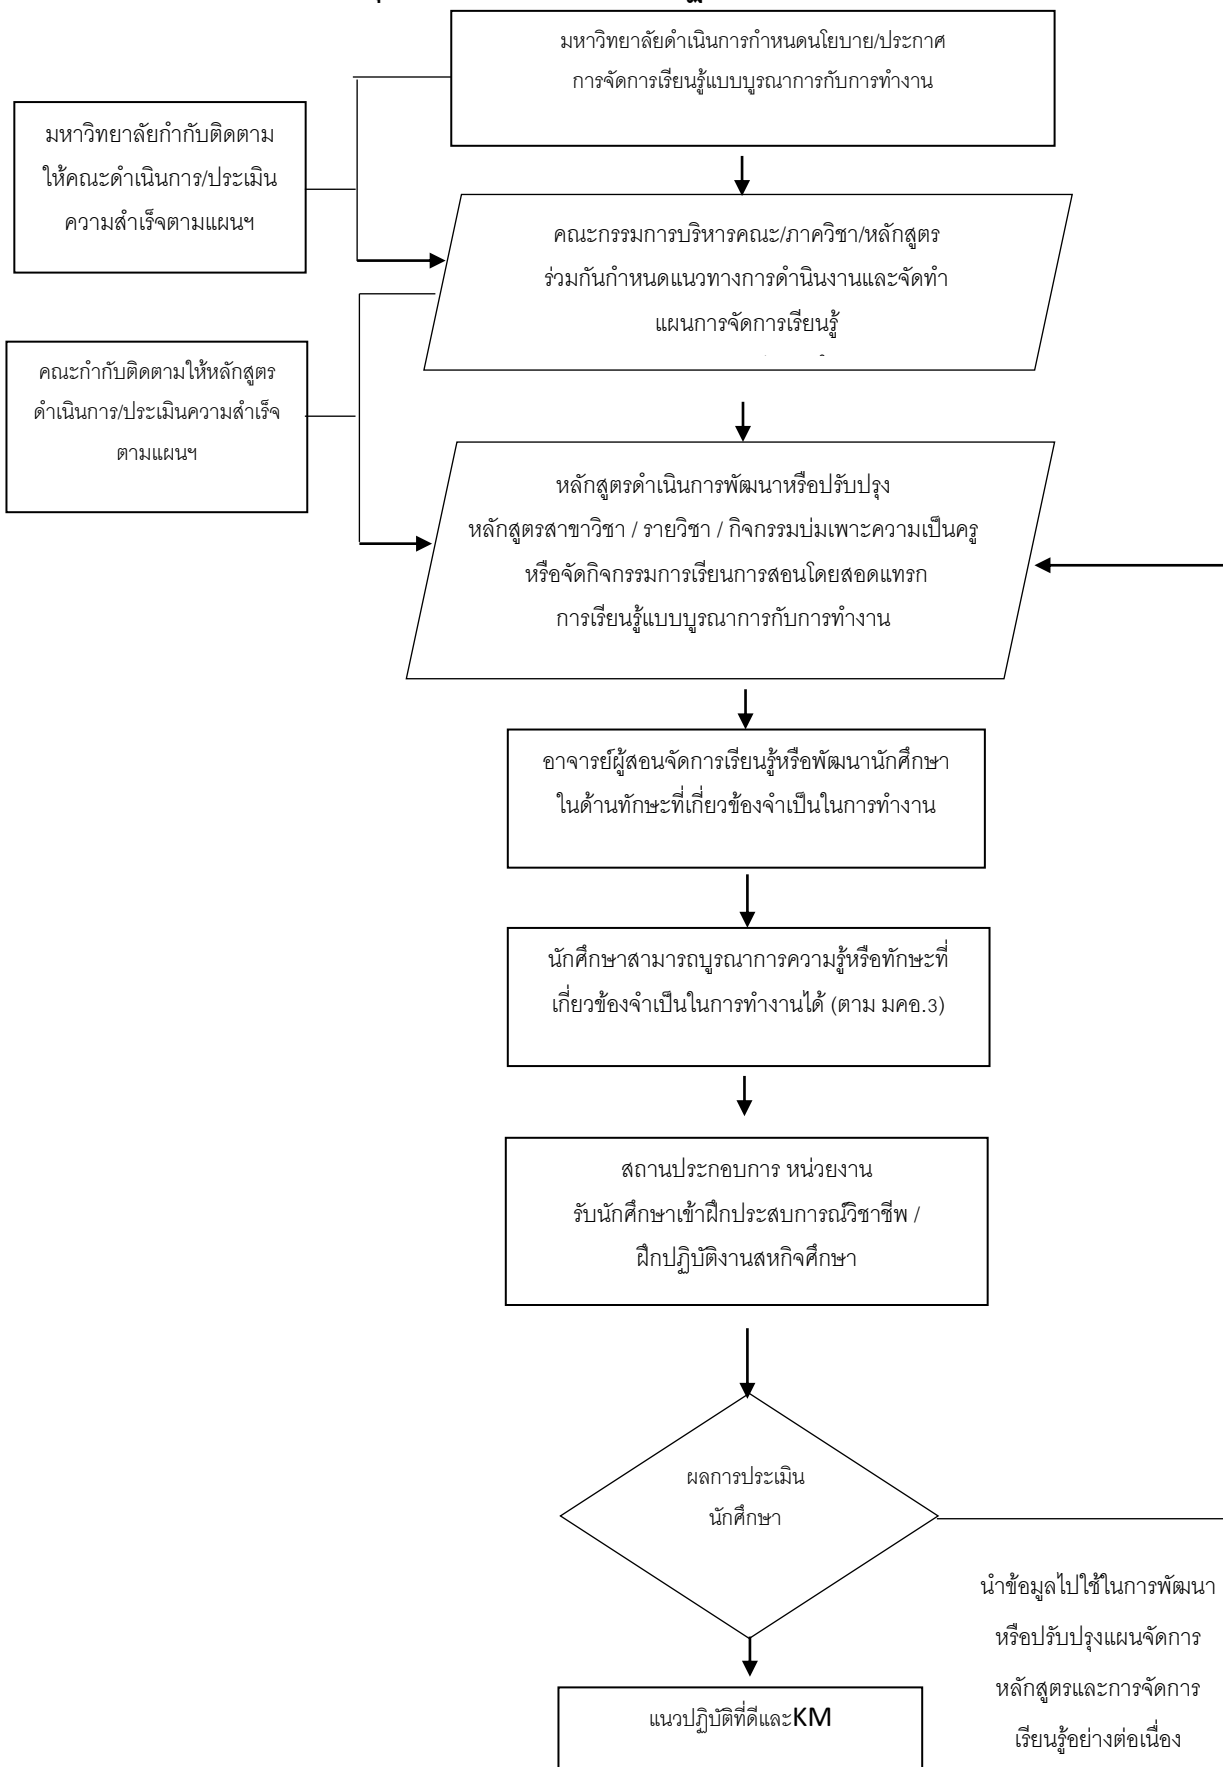 มหาวิทยาลัยดำเนินการกำหนดนโยบาย/ประกาศ
การจัดการเรียนรู้แบบบูรณาการกับการทำงาน
มหาวิทยาลัยกำกับติดตาม
ให้คณะดำเนินการ/ประเมิน
ความสำเร็จตามแผนฯ
คณะกรรมการบริหารคณะ/ภาควิชา/หลักสูตร
ร่วมกันกำหนดแนวทางการดำนินงานและจัดทำ
แผนการจัดการเรียนรู้
คณะกำกับติดตามให้หลักสูตร
ดำเนินการ/ประเมินความสำเร็จ
ตามแผนฯ
หลักสูตรดำเนินการพัฒนาหรือปรับปรุง
หลักสูตรสาขาวิชา / รายวิชา / กิจกรรมบ่มเพาะความเป็นครู
หรือจัดกิจกรรมการเรียนการสอนโดยสอดแทรก
การเรียนรู้แบบบูรณาการกับการทำงาน
อาจารย์ผู้สอนจัดการเรียนรู้หรือพัฒนานักศึกษา
ในด้านทักษะที่เกี่ยวข้องจำเป็นในการทำงาน
นักศึกษาสามารถบูรณาการความรู้หรือทักษะที่
เกี่ยวข้องจำเป็นในการทำงานได้ (ตาม มคอ.3)
สถานประกอบการ หน่วยงาน
รับนักศึกษาเข้าฝึกประสบการณ์วิชาชีพ /
ฝึกปฏิบัติงานสหกิจศึกษา
ผลการประเมิน
นักศึกษา
นำข้อมูลไปใช้ในการพัฒนา
หรือปรับปรุงแผนจัดการ
หลักสูตรและการจัดการ
เรียนรู้อย่างต่อเนื่อง
แนวปฏิบัติที่ดีและKM